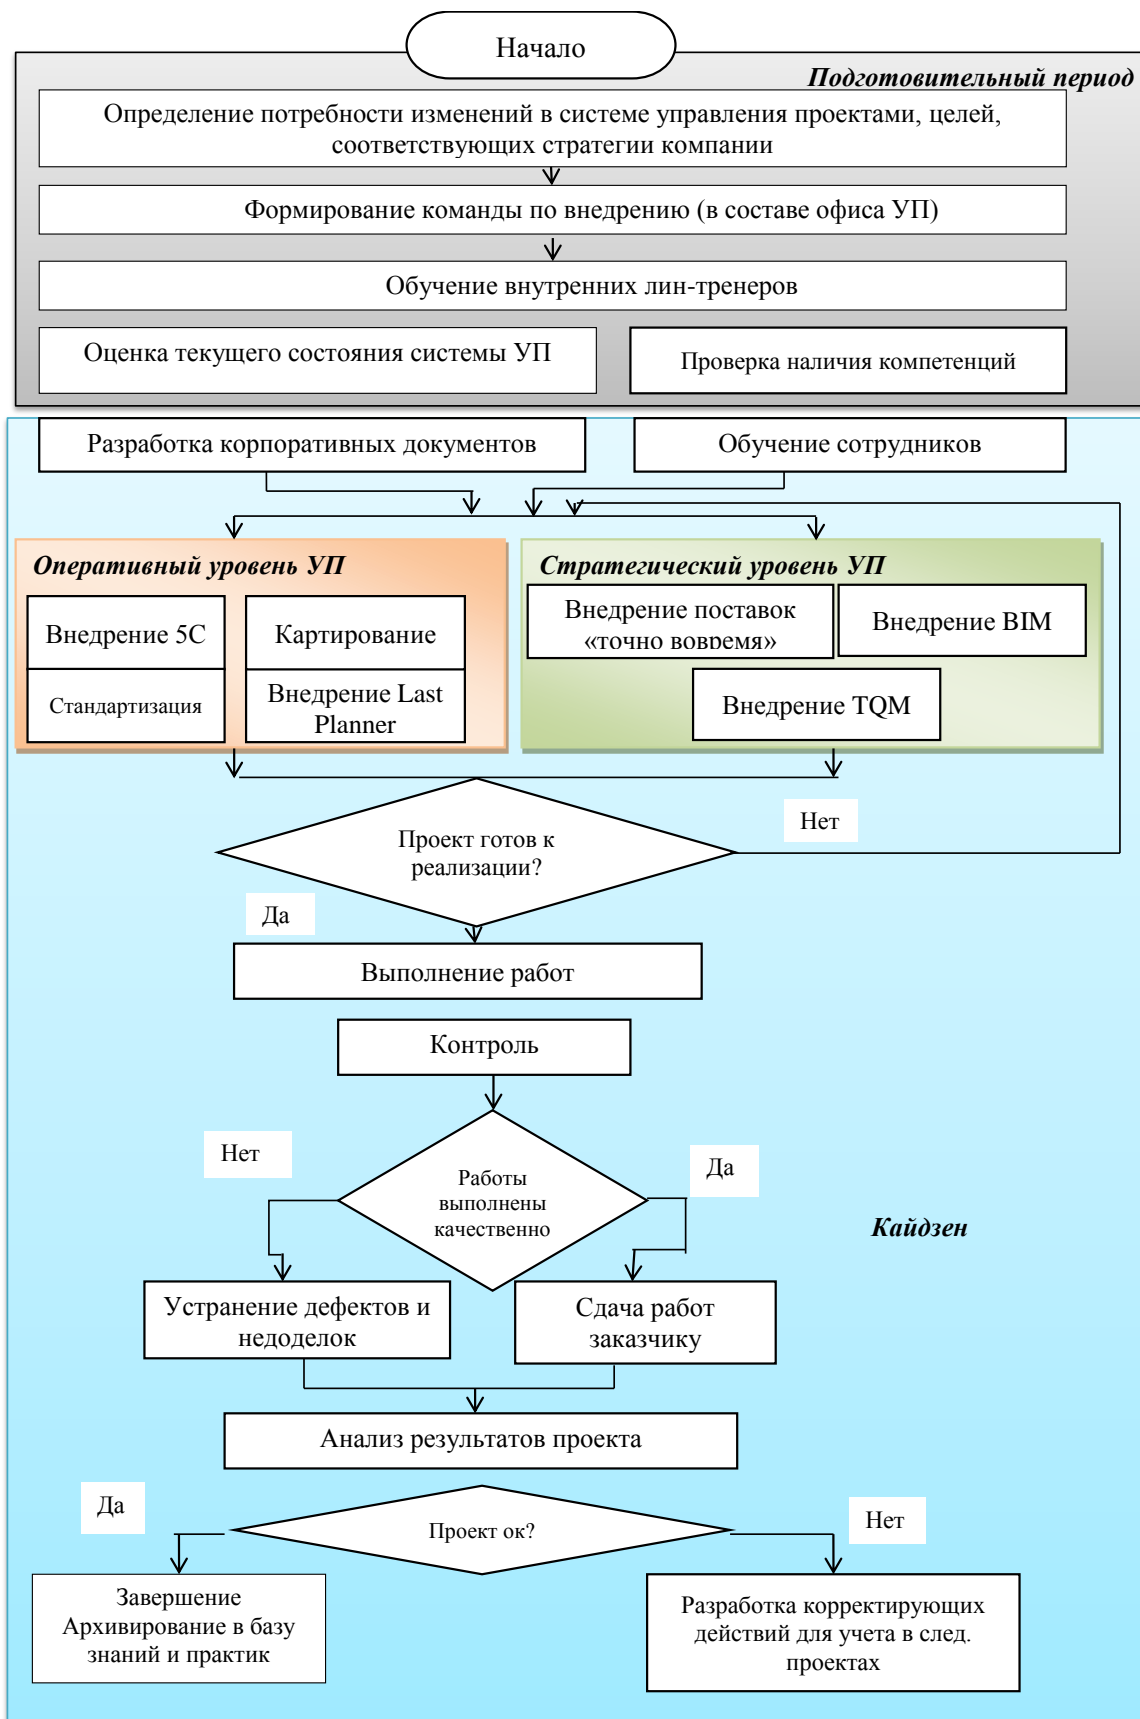 Начало
Подготовительный период
Определение потребности изменений в системе управления проектами, целей,
соответствующих стратегии компании
Формирование команды по внедрению (в составе офиса УП)
Обучение внутренних лин-тренеров
Оценка текущего состояния системы УП
Проверка наличия компетенций
Разработка корпоративных документов
Обучение сотрудников
Оперативный уровень УП
Стратегический уровень УП
Внедрение 5С
Картирование
Стандартизация
Внедрение Last
Planner
Внедрение поставок
«точно вовремя»
Внедрение BIM
Внедрение TQM
Проект готов к
реализации?
Нет
Да
Выполнение работ
Контроль
Нет
Да
Работы
выполнены
качественно
Кайдзен
Устранение дефектов и
недоделок
Сдача работ
заказчику
Анализ результатов проекта
Да
Проект ок?
Нет
Завершение
Архивирование в базу
знаний и практик
Разработка корректирующих
действий для учета в след.
проектах